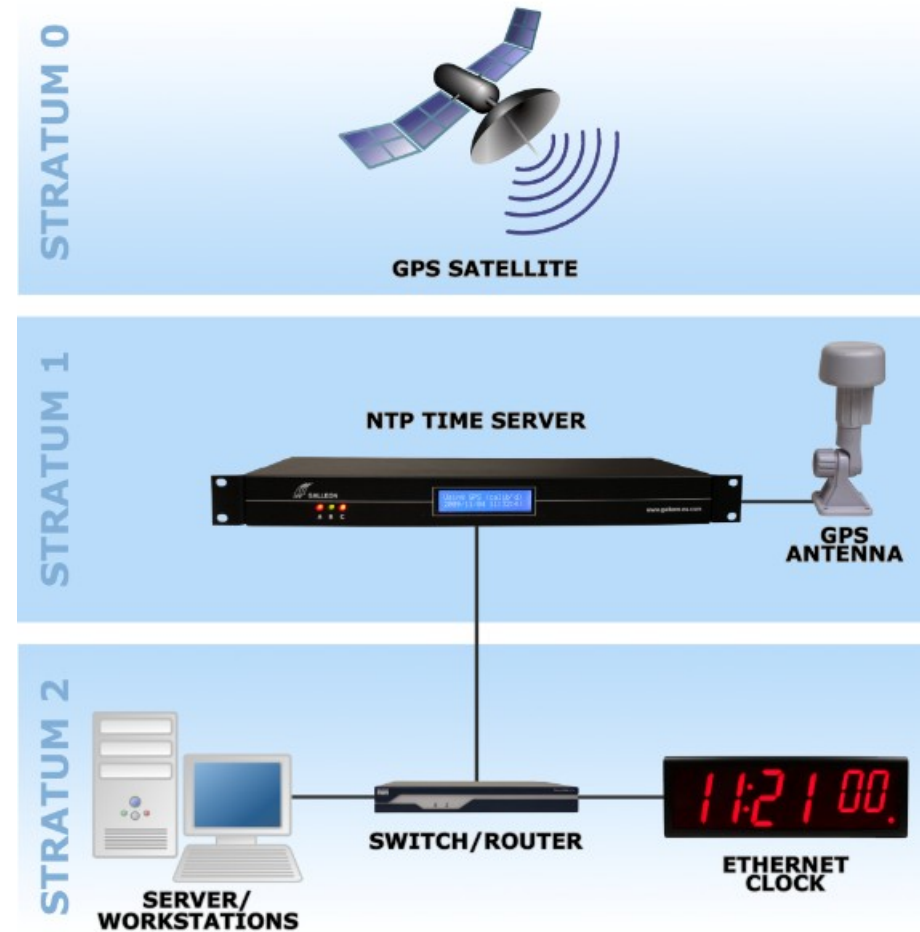 STRATUM 0
GPS SATELLITE
STRATUM 1
NTP TIME SERVER
GALLEON
A B C
GPS
ANTENNA
STRATUM 2
11:21 00
SWITCH/ROUTER
ETHERNET
CLOCK
SERVER/
WORKSTATIONS